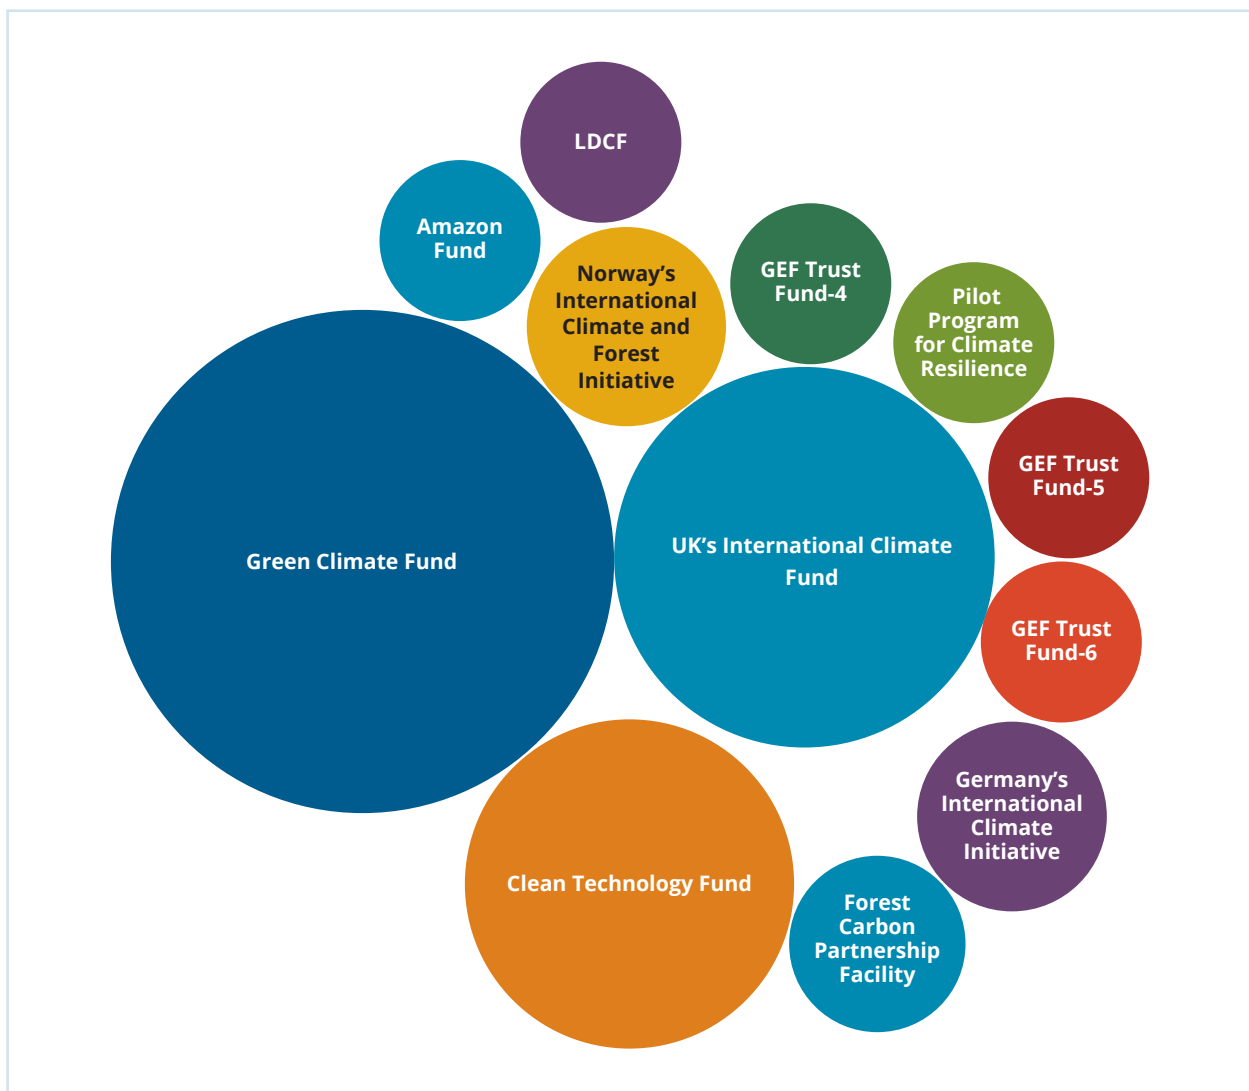 LDCF
Amazon
Fund
Norway’s
International
Climate and
Forest
Initiative
GEF Trust
Fund-4
Pilot
Program
for Climate
Resilience
GEF Trust
Fund-5
Green Climate Fund
UK’s International Climate
Fund
GEF Trust
Fund-6
Germany’s
International
Climate
Initiative
Clean Technology Fund
Forest
Carbon
Partnership
Facility